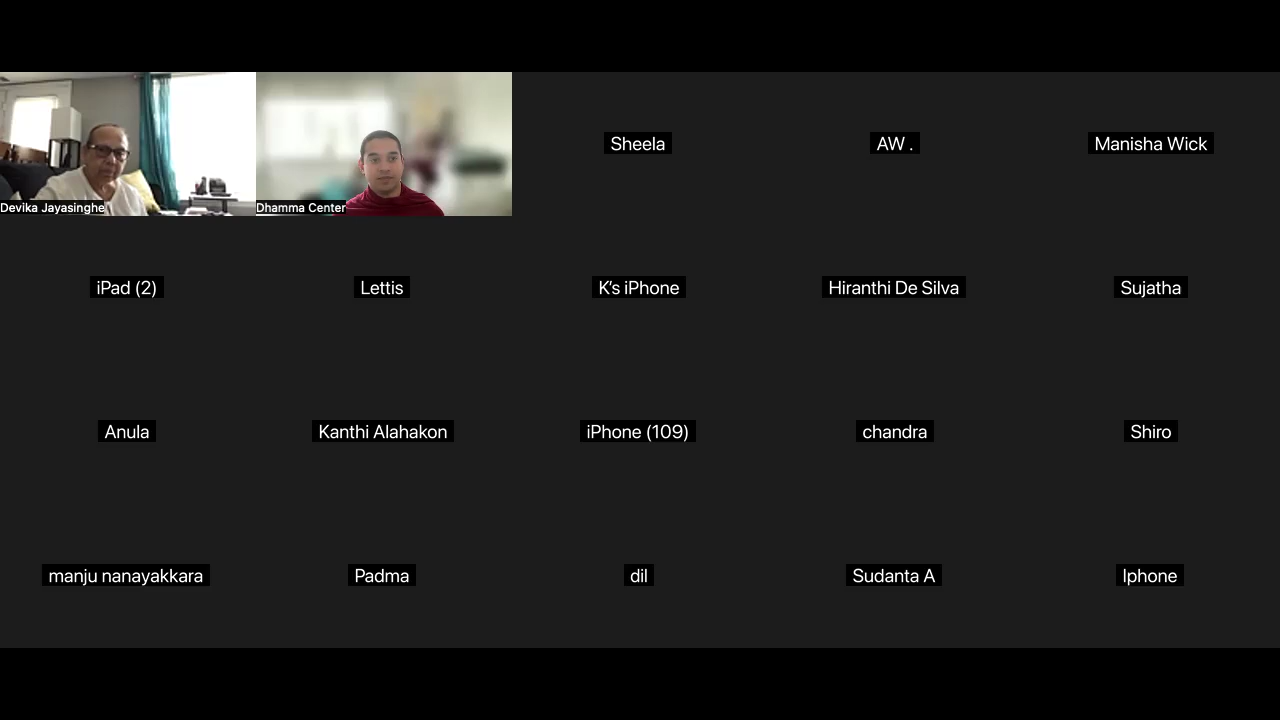 Devika Jayasinghe
Dhamma Center
Sheela
AW .
Manisha Wick
iPad (2)
Lettis
K's iPhone
Hiranthi De Silva
Sujatha
Anula
Kanthi Alahakon
iPhone (109)
chandra
Shiro
manju nanayakkara
Padma
dil
Sudanta A
Iphone